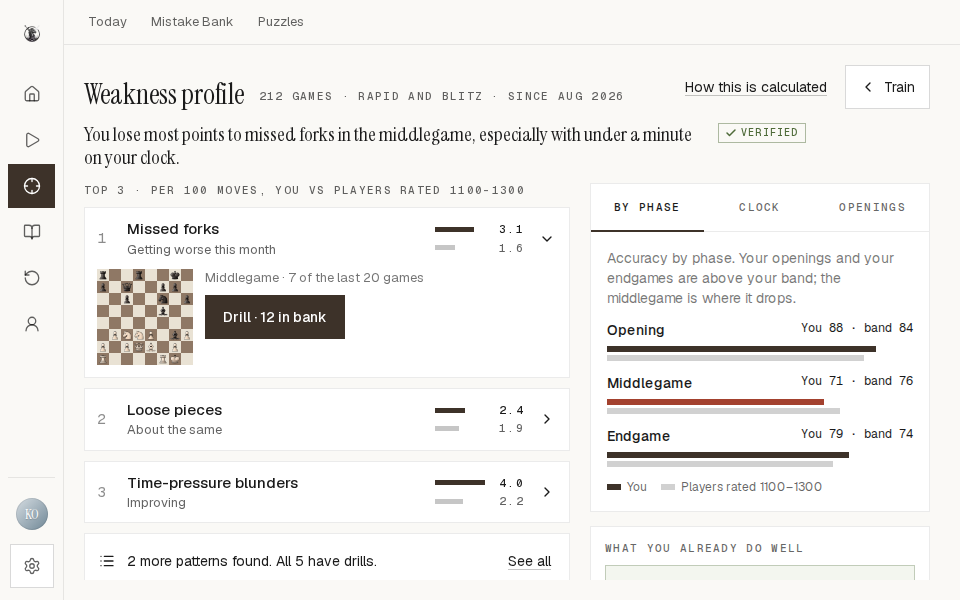 Today Mistake Bank Puzzles
Weakness profile 212 GAMES · RAPID AND BLITZ · SINCE AUG 2026
How this is calculated
Train
You lose most points to missed forks in the middlegame, especially with under a minute
on your clock.
VERIFIED
TOP 3 · PER 100 MOVES, YOU VS PLAYERS RATED 1100-1300
1
Missed forks
Getting worse this month
3.1
1.6
Middlegame · 7 of the last 20 games
Drill · 12 in bank
2
Loose pieces
About the same
2.4
1.9
3
Time-pressure blunders
Improving
4.0
2.2
2 more patterns found. All 5 have drills.
See all
BY PHASE CLOCK OPENINGS
Accuracy by phase. Your openings and your
endgames are above your band; the
middlegame is where it drops.
Opening You 88 · band 84
Middlegame You 71 · band 76
Endgame You 79 · band 74
You Players rated 1100–1300
WHAT YOU ALREADY DO WELL
KO